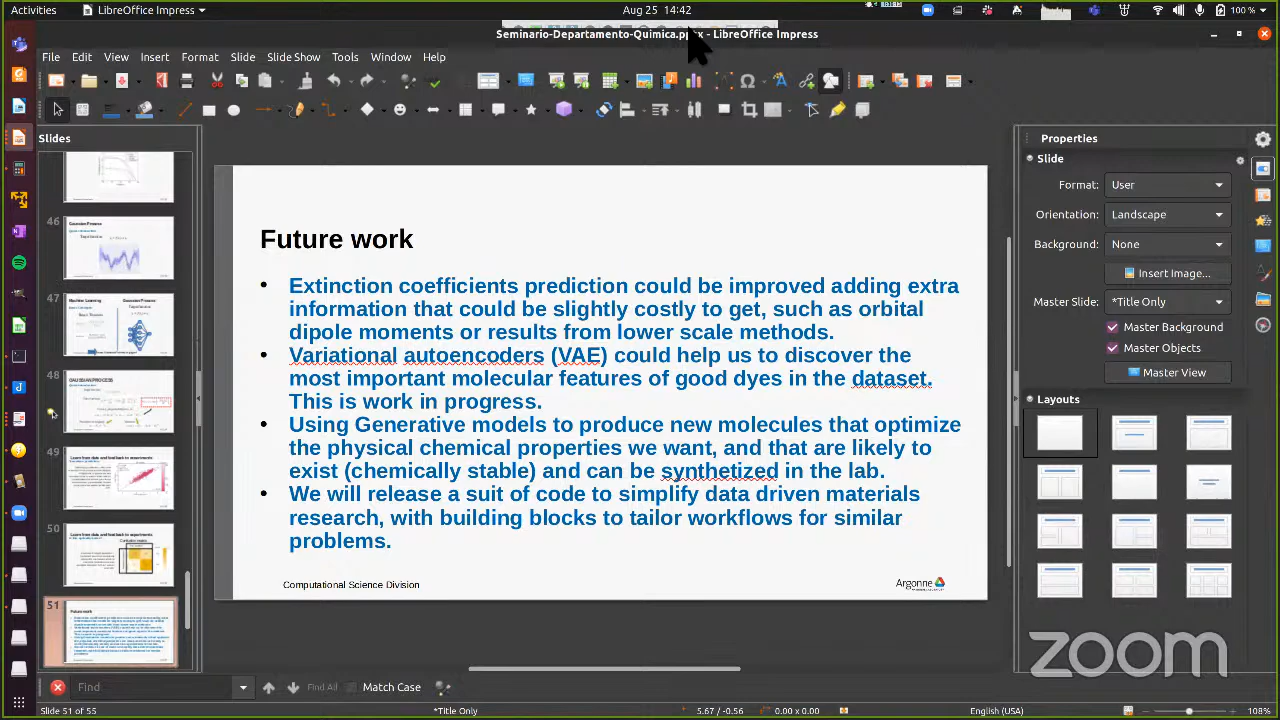 Activities
LibreOffice Impress
Aug 25 14:42
100 %
Seminario-Departamento-Quimica.pptx - LibreOffice Impress
File Edit View Insert Format Slide Slide Show Tools Window Help
Slides
46
47
48
49
50
51
Future work
• Extinction coefficients prediction could be improved adding extra
information that could be slightly costly to get, such as orbital
dipole moments or results from lower scale methods.
• Variational autoencoders (VAE) could help us to discover the
most important molecular features of good dyes in the dataset.
This is work in progress.
• Using Generative models to produce new molecules that optimize
the physical chemical properties we want, and that are likely to
exist (chemically stable) and can be synthetized in the lab.
• We will release a suit of code to simplify data driven materials
research, with building blocks to tailor workflows for similar
problems.
Computational Science Division
Argonne
Properties
Slide
Format: User
Orientation: Landscape
Background: None
Insert Image...
Master Slide: *Title Only
Master Background
Master Objects
Master View
Layouts
zoom
Find
Find All
Match Case
Slide 51 of 55
*Title Only
5.67 / -0.56
0.00 x 0.00
English (USA)
108%